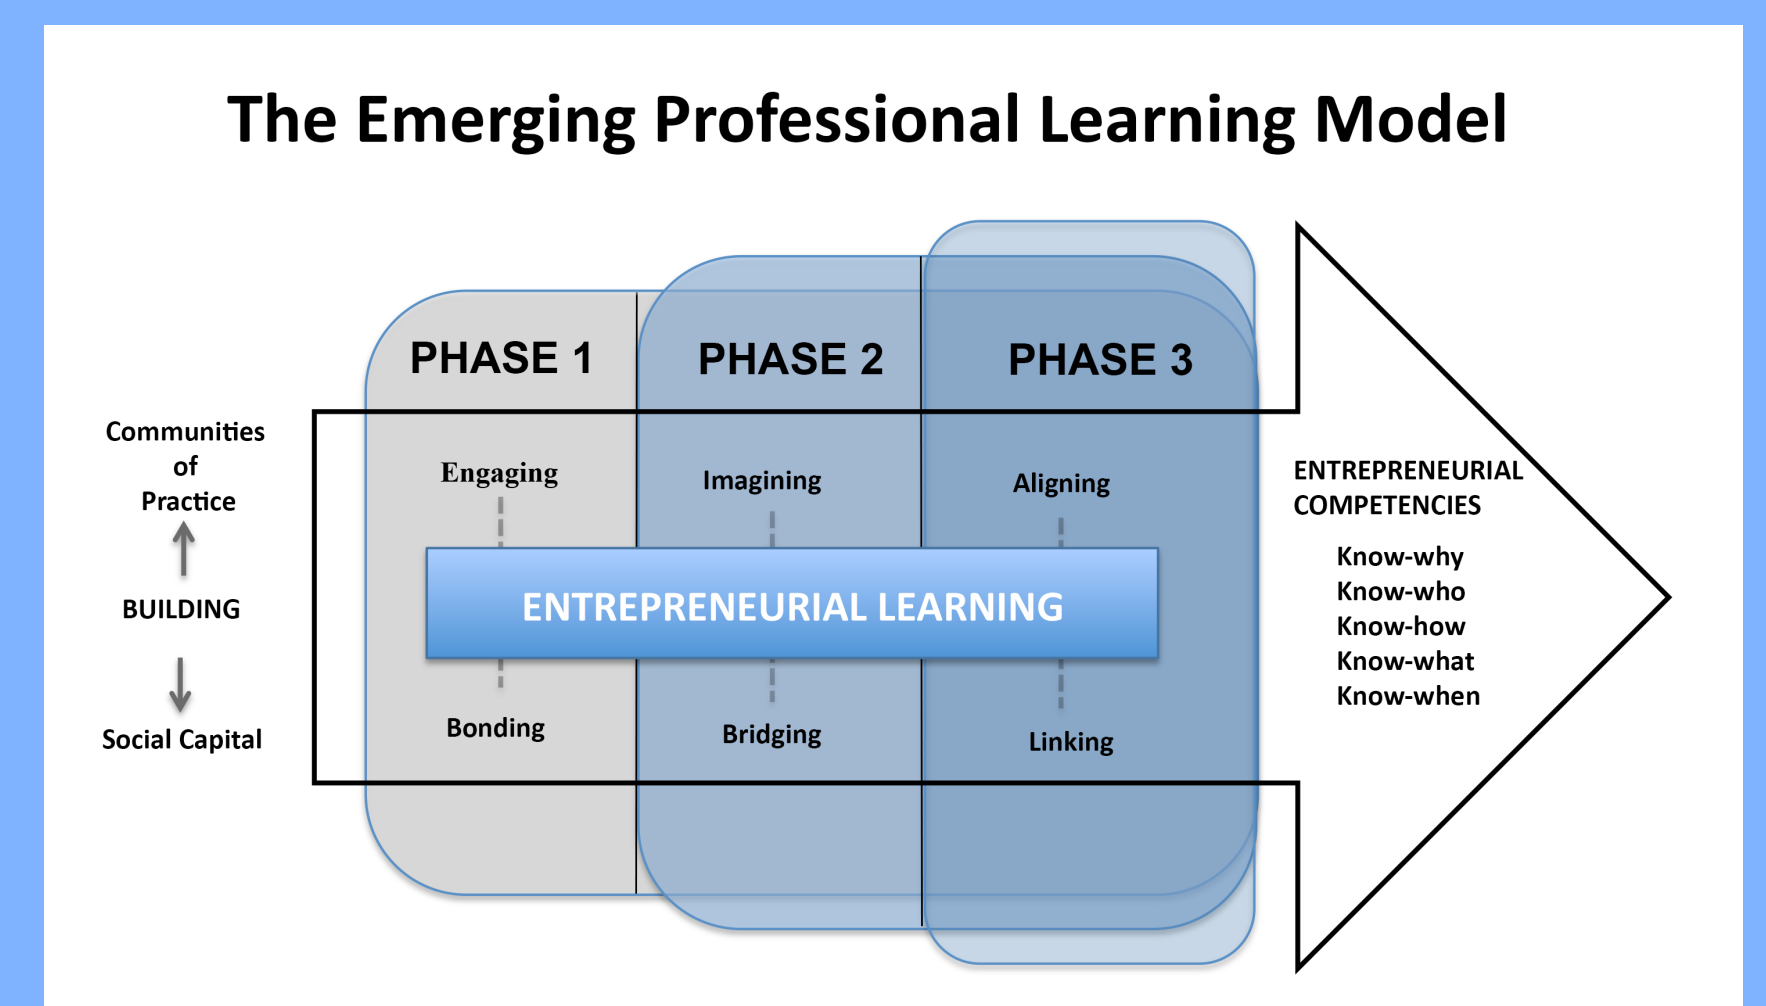 The Emerging Professional Learning Model
PHASE 1
PHASE 2
PHASE 3
Communities
of
Practice
BUILDING
Social Capital
Engaging
Imagining
Aligning
ENTREPRENEURIAL LEARNING
Bonding
Bridging
Linking
ENTREPRENEURIAL
COMPETENCIES
Know-why
Know-who
Know-how
Know-what
Know-when